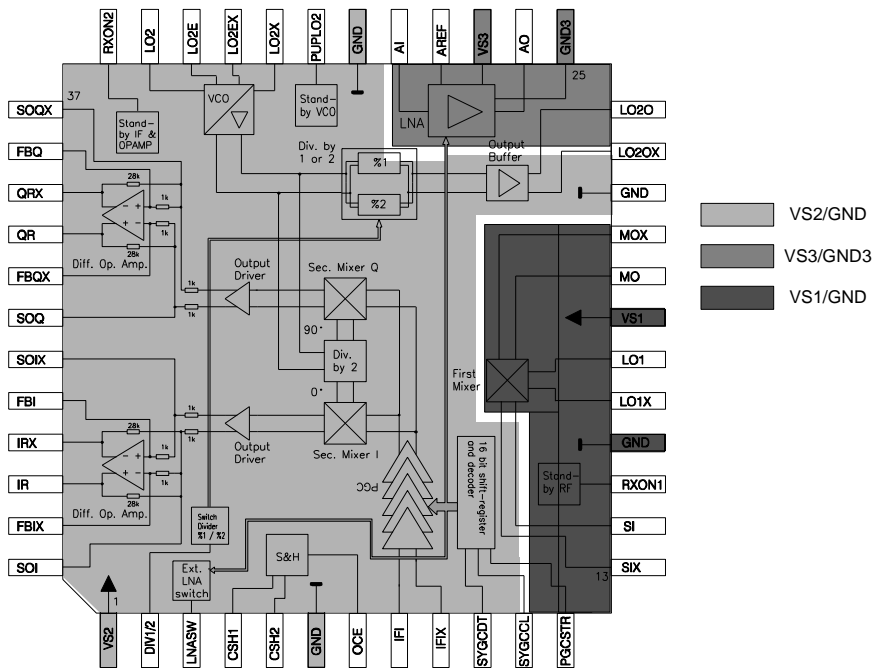 RXON2
LO2
LO2E
LO2EX
LO2X
PUPLO2
GND
AI
AREF
VS3
AO
GND3
37
25
SOQX
FBQ
QRX
QR
FBQX
SOQ
SOIX
FBI
IRX
IR
FBIX
SOI
Stand-
by IF &
OPAMP
VCO
Stand-
by VCO
LNA
Div. by
1 or 2
%1
%2
Output
Buffer
LO2O
LO2OX
GND
MOX
MO
VS1
LO1
LO1X
GND
RXON1
SI
SIX
28k
1k
1k
28k
Diff. Op. Amp.
Output
Driver
1k
1k
Sec. Mixer Q
90°
Div.
by 2
0°
First
Mixer
1k
1k
Output
Driver
Sec. Mixer I
28k
1k
1k
28k
Diff. Op. Amp.
PGC
16 bit shift-register
and decoder
Stand-
by RF
Switch
Divider
%1 / %2
Ext.
LNA
switch
S&H
1
13
VS2
DIV1/2
LNASW
CSH1
CSH2
GND
OCE
IFI
IFIX
SYGCDT
SYGCCL
PGCSTR
VS2/GND
VS3/GND3
VS1/GND